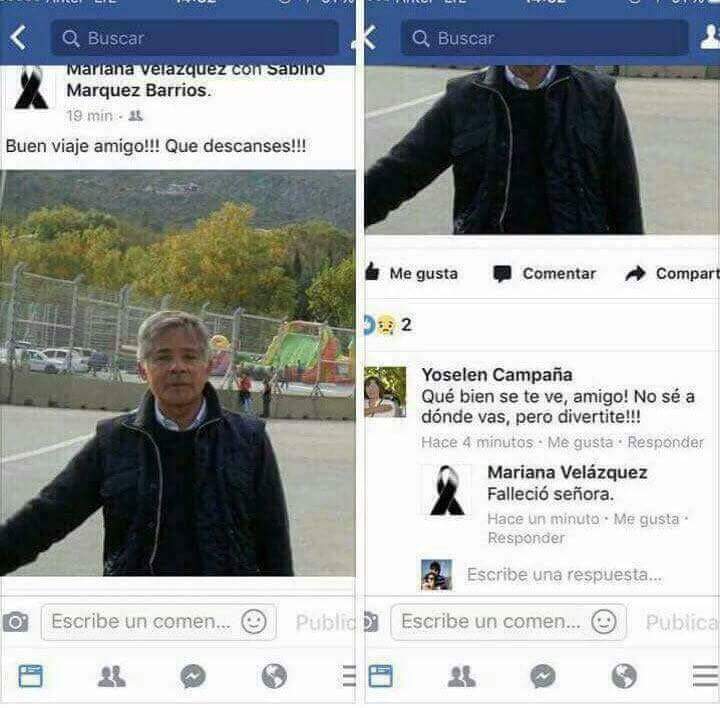 Buscar
Mariana Velázquez con Sabino
Marquez Barrios.
19 min
Buen viaje amigo!!! Que descanses!!!
Escribe un comen...
Public
Buscar
Me gusta
Comentar
Compart
2
Yoselen Campaña
Qué bien se te ve, amigo! No sé a
dónde vas, pero divertite!!!
Hace 4 minutos · Me gusta · Responder
Mariana Velázquez
Falleció señora.
Hace un minuto · Me gusta ·
Responder
Escribe una respuesta...
Escribe un comen...
Publica